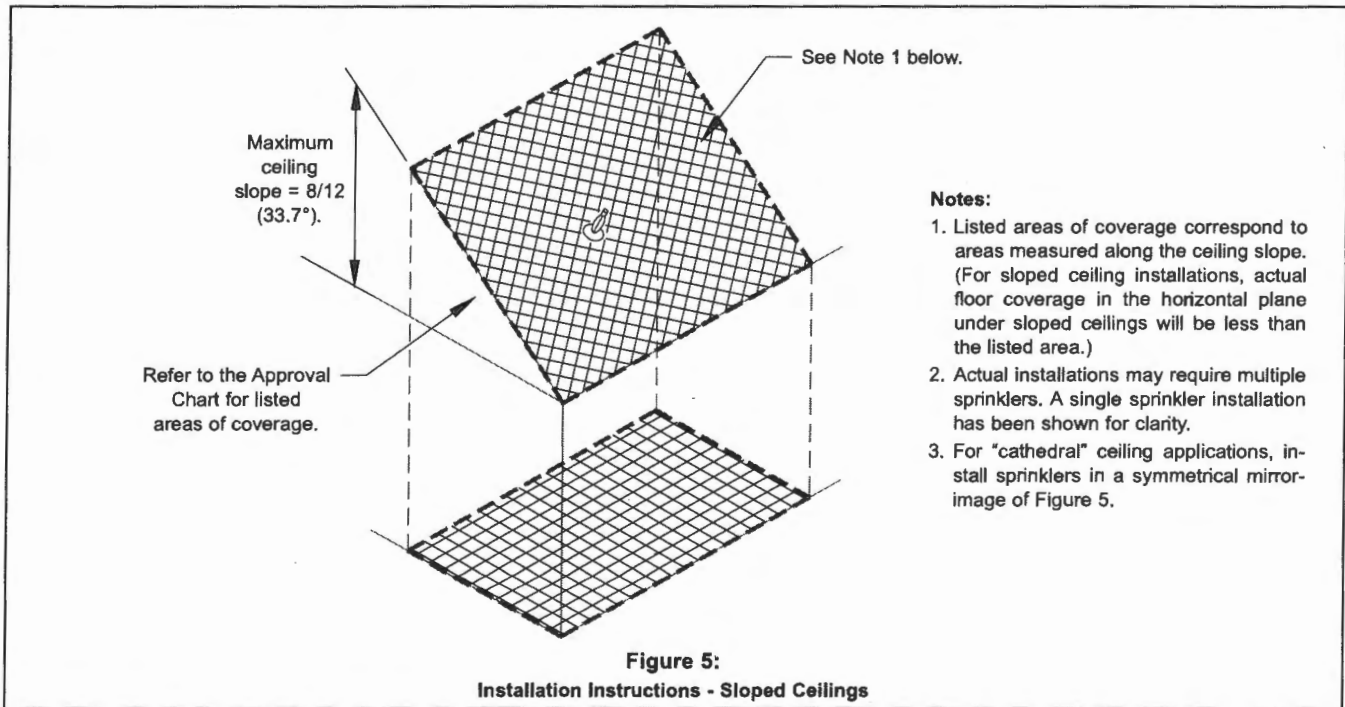 See Note 1 below.
Maximum
ceiling
slope = 8/12
(33.7°).
Refer to the Approval
Chart for listed
areas of coverage.
Notes:
1. Listed areas of coverage correspond to
areas measured along the ceiling slope.
(For sloped ceiling installations, actual
floor coverage in the horizontal plane
under sloped ceilings will be less than
the listed area.)
2. Actual installations may require multiple
sprinklers. A single sprinkler installation
has been shown for clarity.
3. For "cathedral" ceiling applications, in-
stall sprinklers in a symmetrical mirror-
image of Figure 5.
Figure 5:
Installation Instructions - Sloped Ceilings